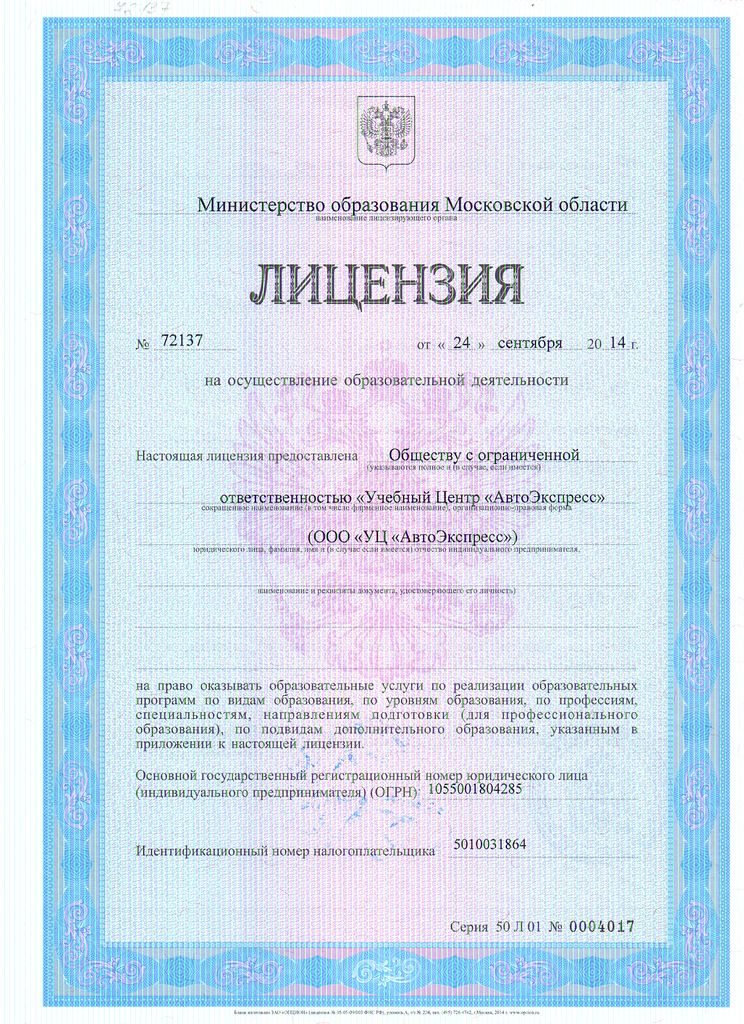 Министерство образования Московской области
наименование лицензирующего органа
ЛИЦЕНЗИЯ
№ 72137 от « 24 » сентября 20 14 г.
на осуществление образовательной деятельности
Настоящая лицензия предоставлена Обществу с ограниченной
(указываются полное и (в случае, если имеется)
ответственностью «Учебный Центр «АвтоЭкспресс»
сокращенное наименование (в том числе фирменное наименование), организационно-правовая форма
(ООО «УЦ «АвтоЭкспресс»)
юридического лица, фамилия, имя и (в случае если имеется) отчество индивидуального предпринимателя,
наименование и реквизиты документа, удостоверяющего его личность)
на право оказывать образовательные услуги по реализации образовательных
программ по видам образования, по уровням образования, по профессиям,
специальностям, направлениям подготовки (для профессионального
образования), по подвидам дополнительного образования, указанным в
приложении к настоящей лицензии.
Основной государственный регистрационный номер юридического лица
(индивидуального предпринимателя) (ОГРН) 1055001804285
Идентификационный номер налогоплательщика 5010031864
Серия 50 Л 01 № 0004017